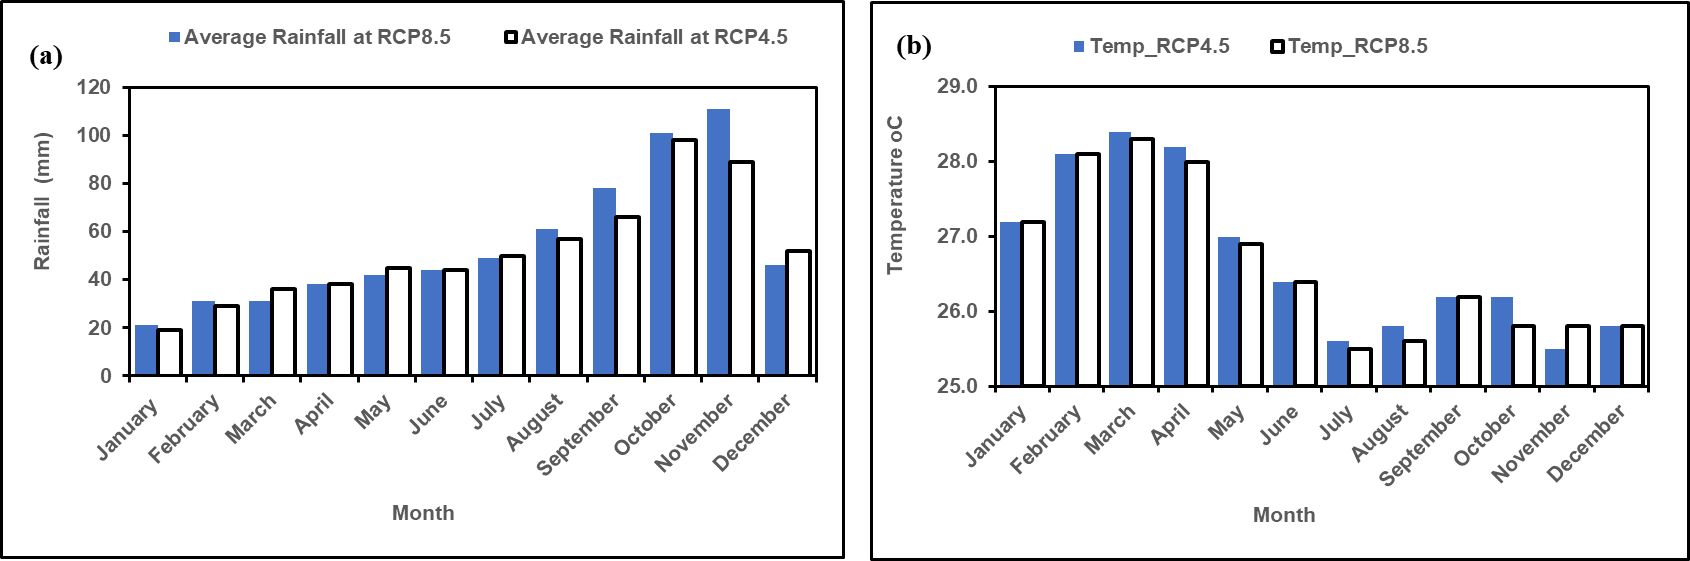 (a)
Average Rainfall at RCP8.5 Average Rainfall at RCP4.5
Rainfall (mm)
120
100
80
60
40
20
0
January February March April May June July August September October November December
Month
(b)
Temp_RCP4.5 Temp_RCP8.5
Temperature oC
29.0
28.0
27.0
26.0
25.0
January February March April May June July August September October November December
Month